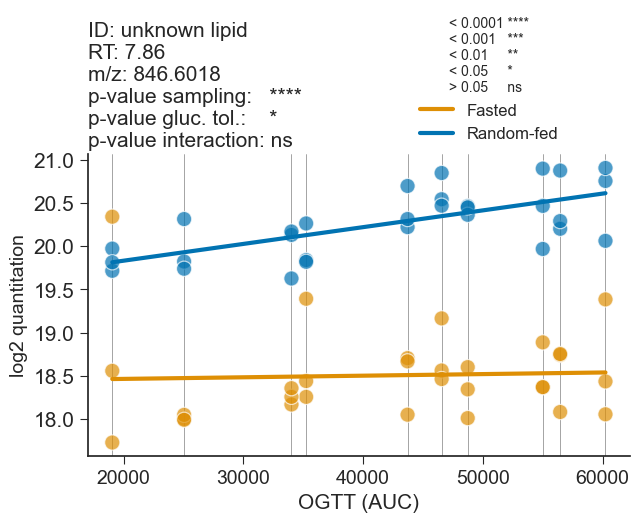 ID: unknown lipid
RT: 7.86
m/z: 846.6018
p-value sampling: ****
p-value gluc. tol.: *
p-value interaction: ns
< 0.0001 ****
< 0.001 ***
< 0.01 **
< 0.05 *
> 0.05 ns
Fasted
Random-fed
21.0
20.5
20.0
19.5
19.0
18.5
18.0
log2 quantitation
20000 30000 40000 50000 60000
OGTT (AUC)